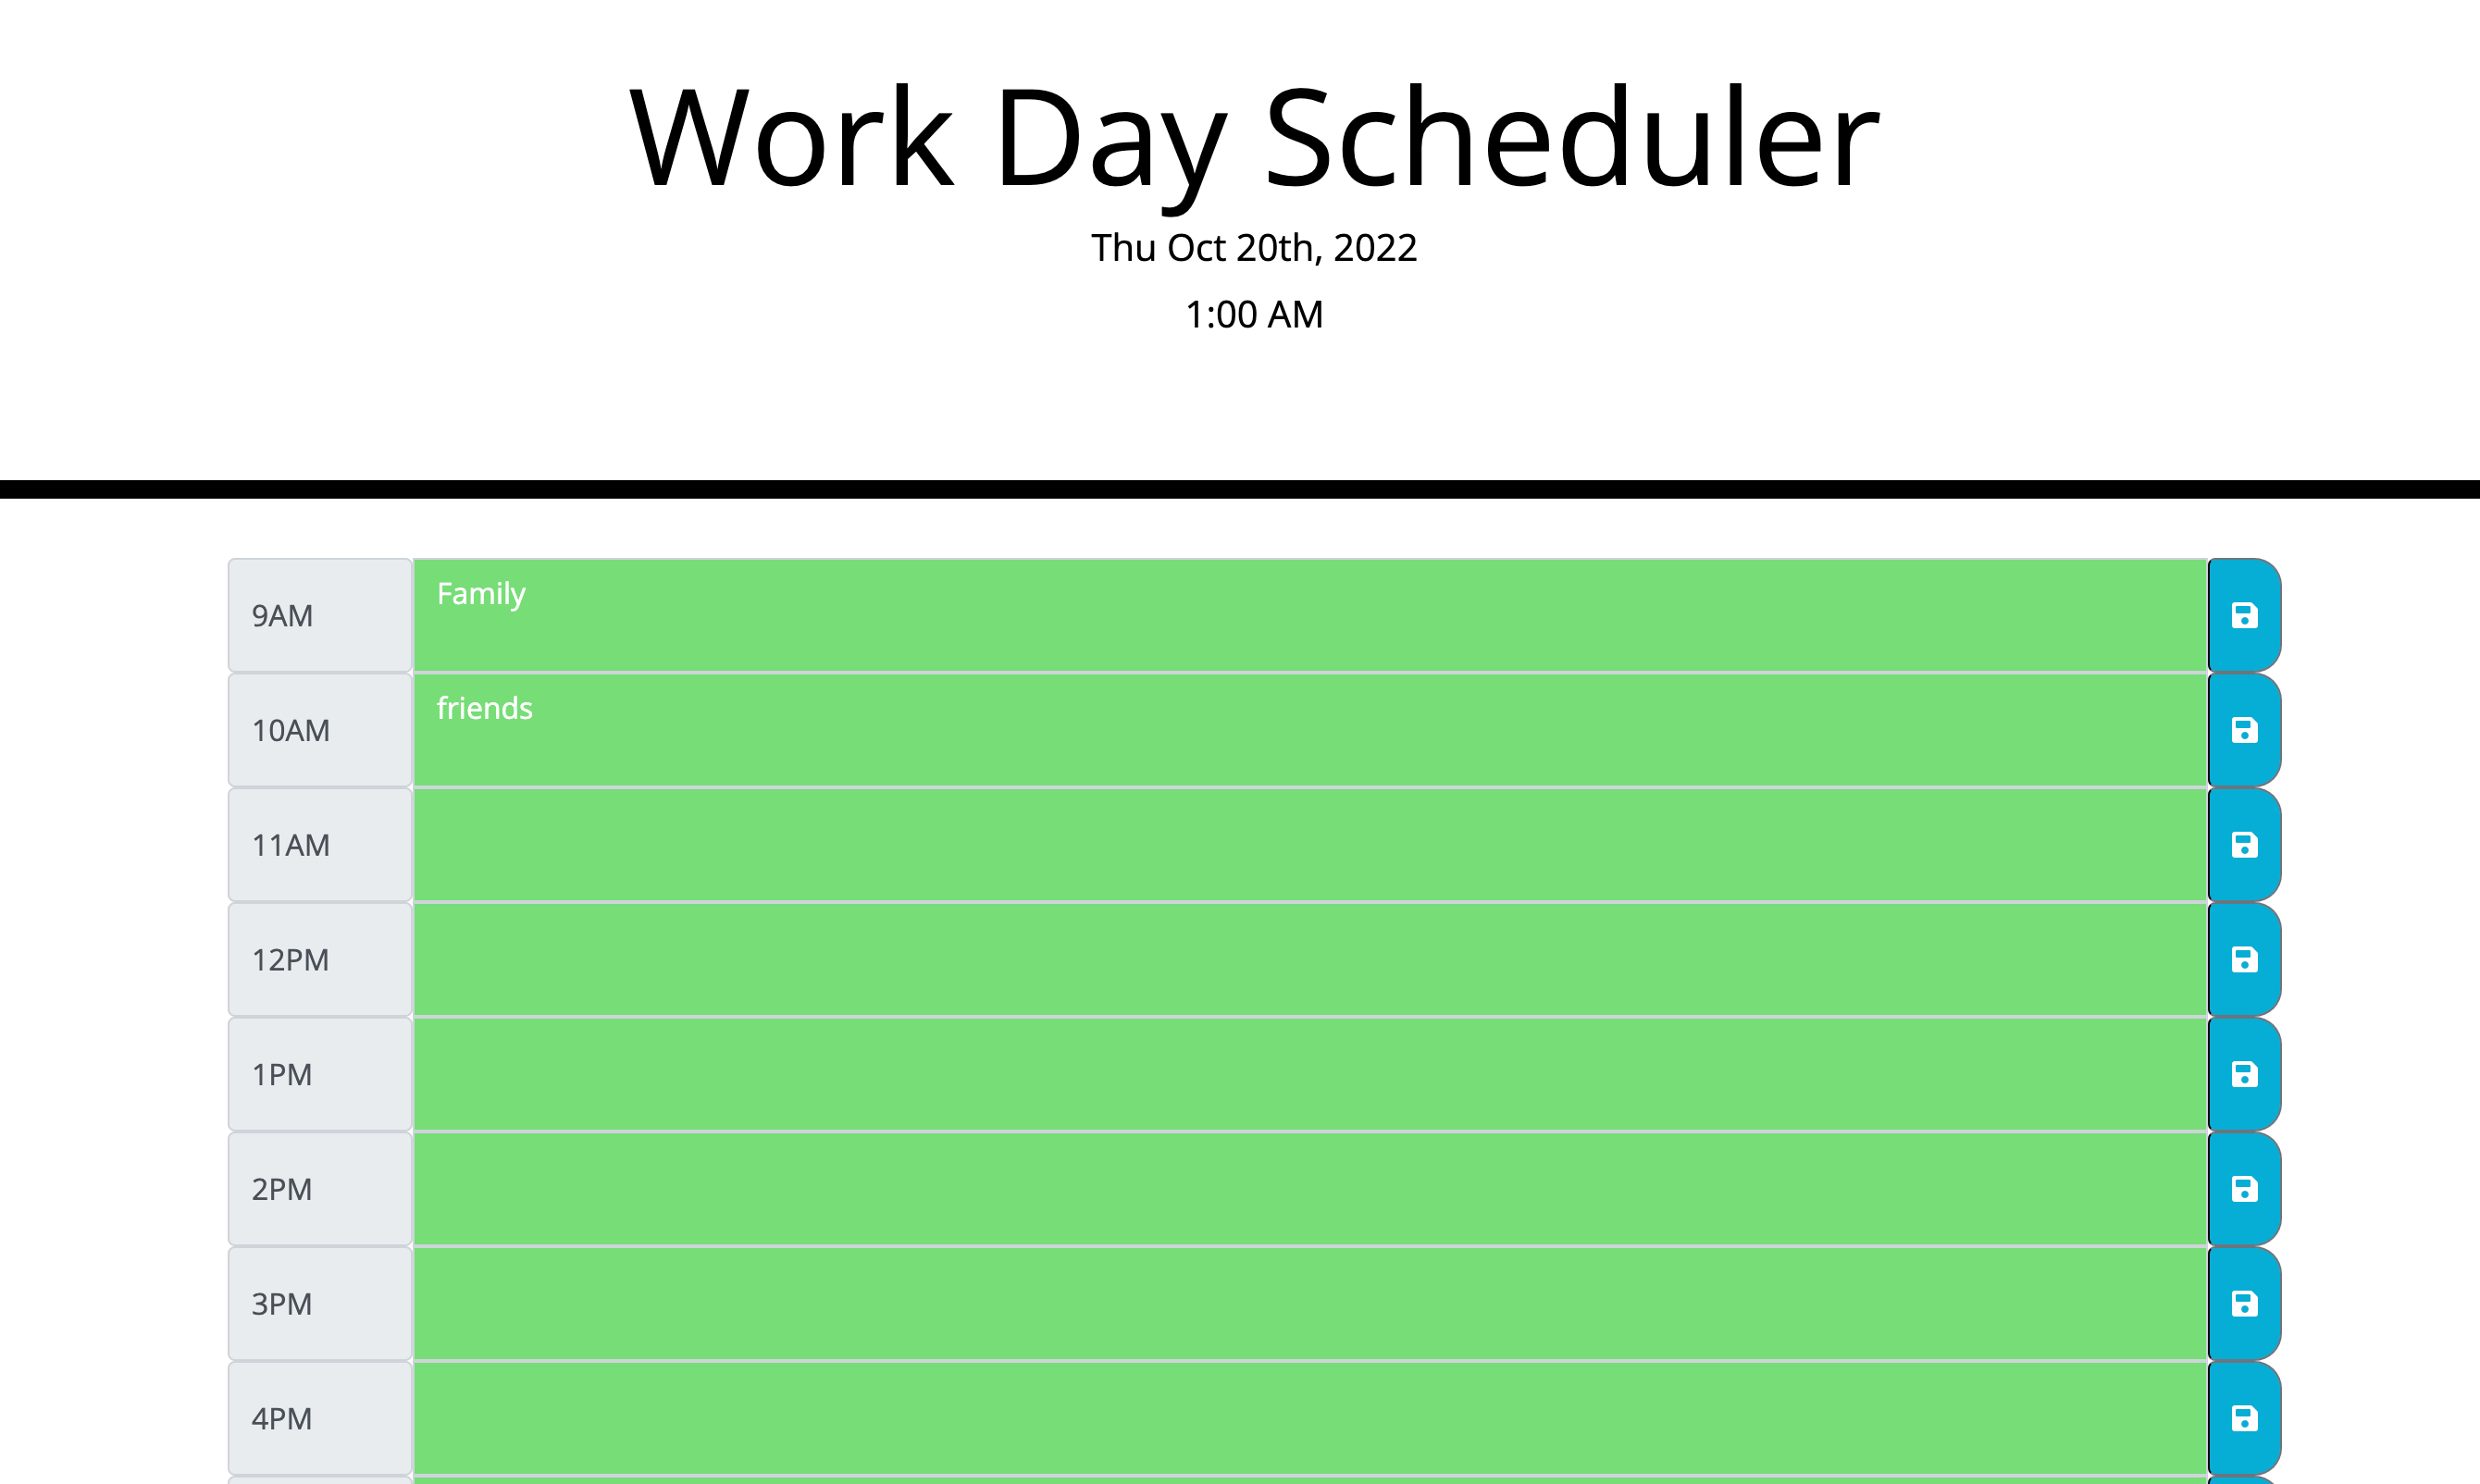 Work Day Scheduler
Thu Oct 20th, 2022
1:00 AM
9AM
Family
10AM
friends
11AM
12PM
1PM
2PM
3PM
4PM